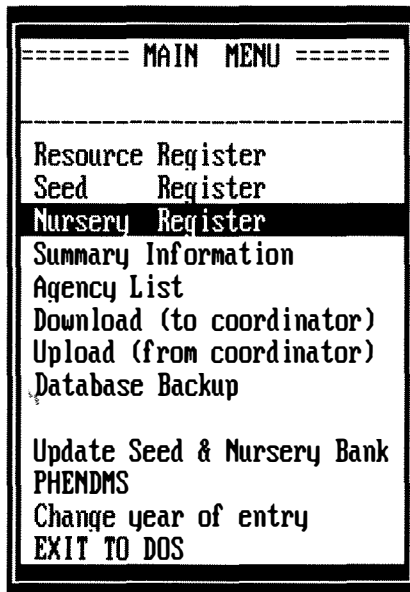 ======== MAIN MENU =======
------------------------------
Resource Register
Seed Register
Nursery Register
Summary Information
Agency List
Download (to coordinator)
Upload (from coordinator)
Database Backup
Update Seed & Nursery Bank
PHENDMS
Change year of entry
EXIT TO DOS